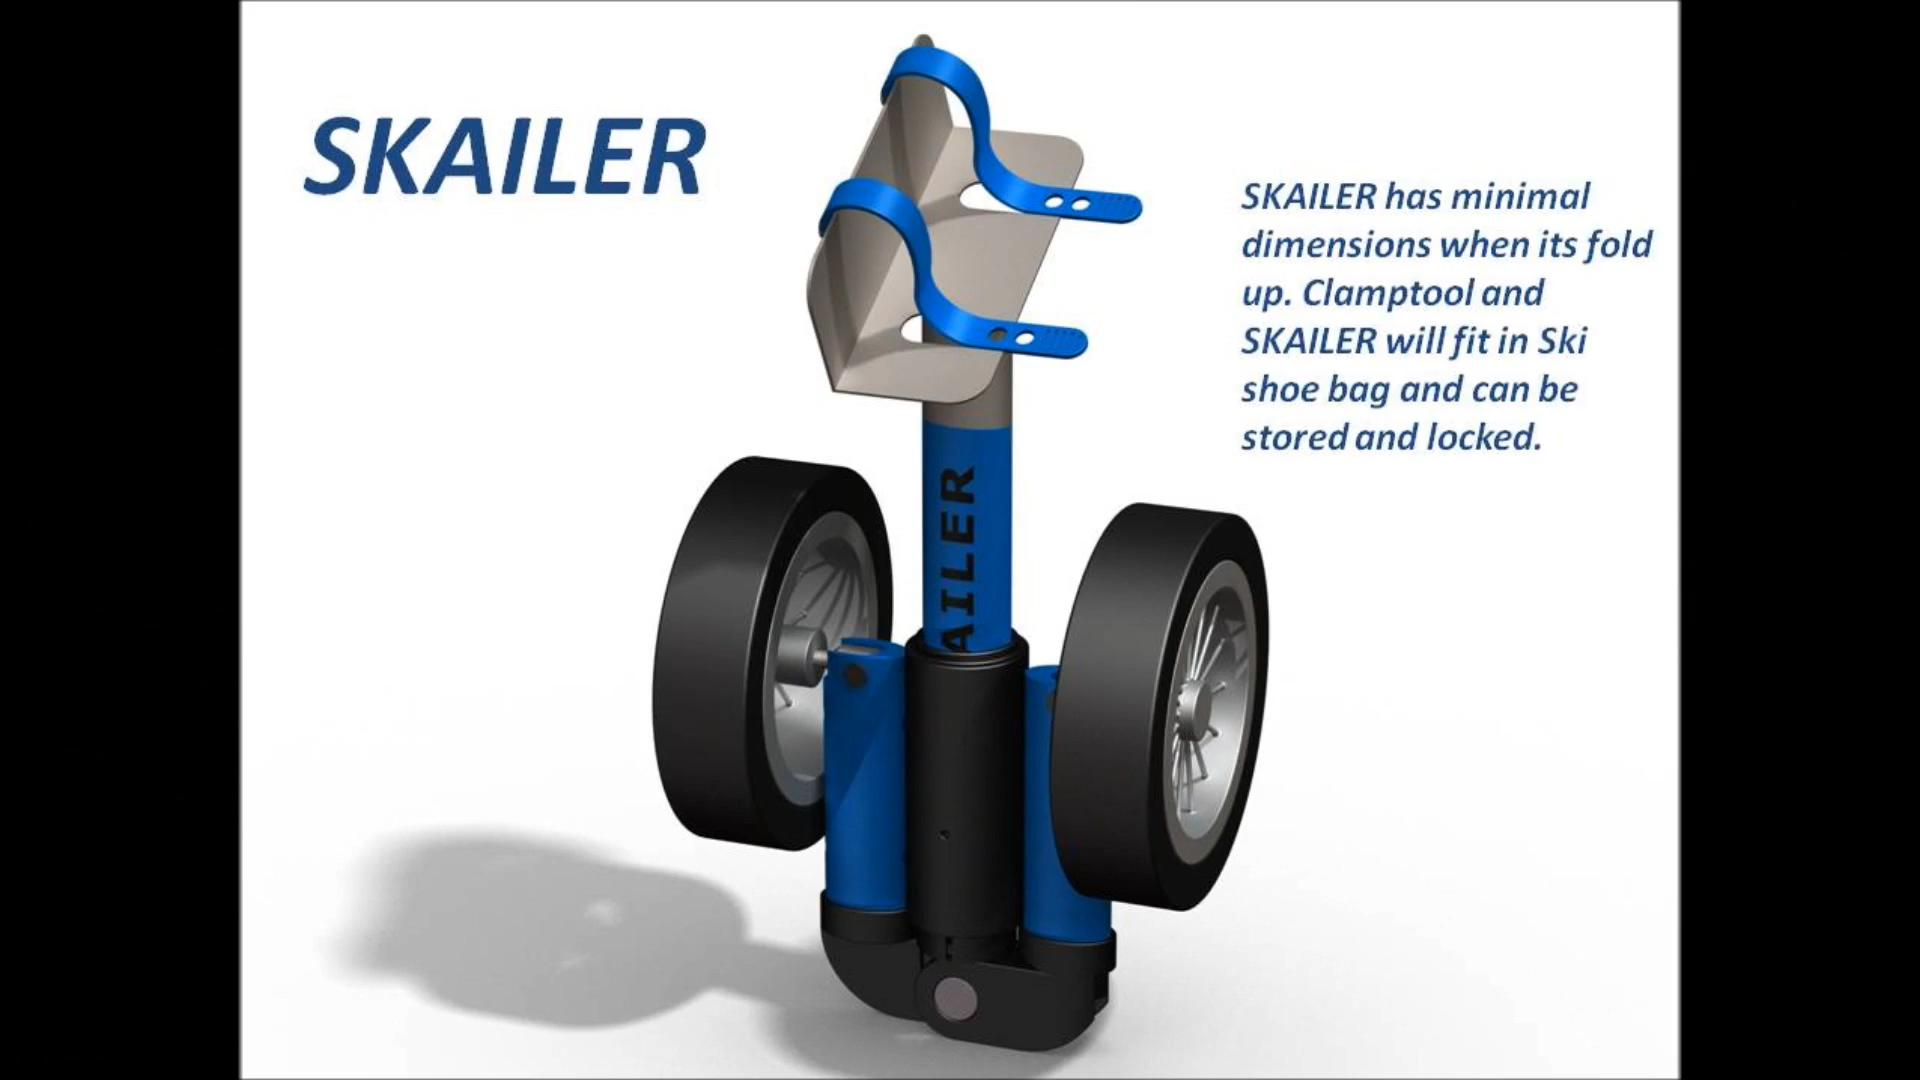 SKAILER
SKAILER has minimal
dimensions when its fold
up. Clamptool and
SKAILER will fit in Ski
shoe bag and can be
stored and locked.
AILER